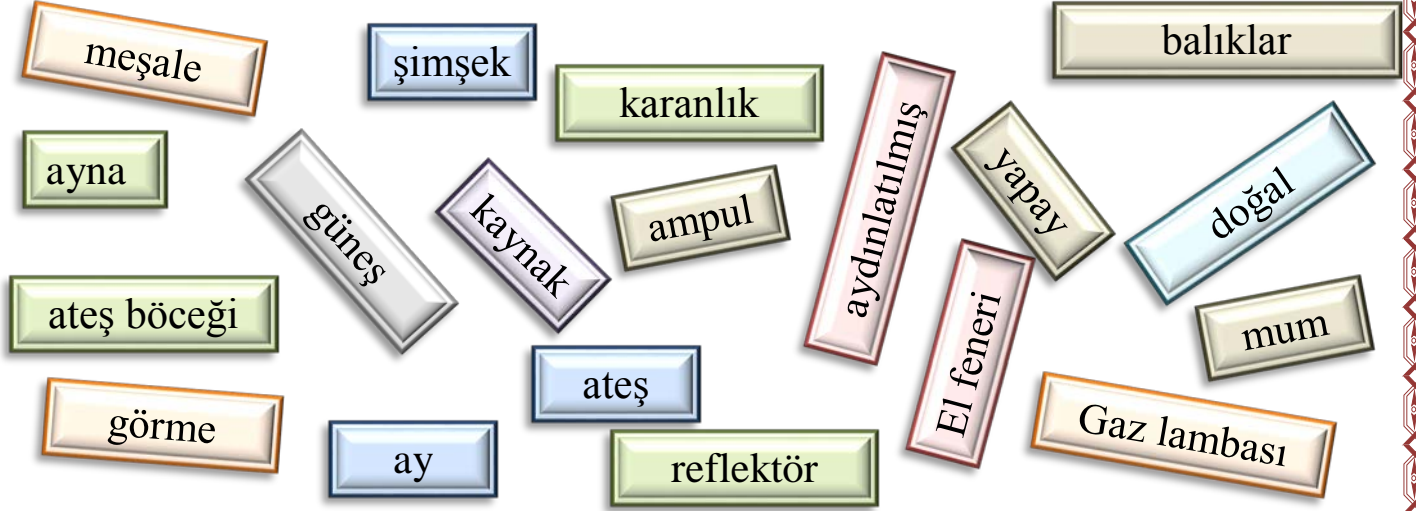 meşale
şimşek
karanlık
balıklar
ayna
güneş
kaynak
ampul
aydınlatılmış
yapay
doğal
ateş böceği
ateş
El feneri
mum
görme
ay
reflektör
Gaz lambası